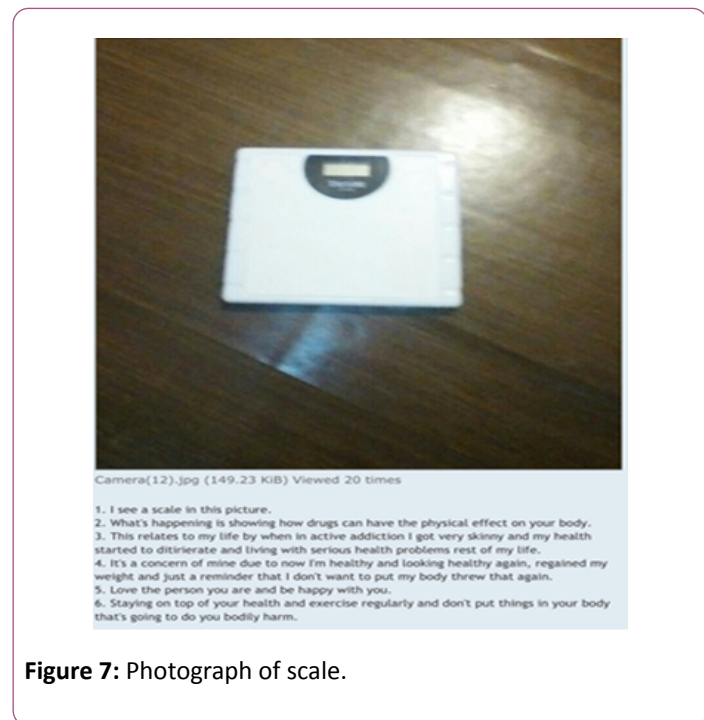 Camera(12).jpg (149.23 KiB) Viewed 20 times
1. I see a scale in this picture.
2. What's happening is showing how drugs can have the physical effect on your body.
3. This relates to my life by when in active addiction I got very skinny and my health
started to ditirierate and living with serious health problems rest of my life.
4. It's a concern of mine due to now I'm healthy and looking healthy again, regained my
weight and just a reminder that I don't want to put my body threw that again.
5. Love the person you are and be happy with you.
6. Staying on top of your health and exercise regularly and don't put things in your body
that's going to do you bodily harm.
Figure 7: Photograph of scale.